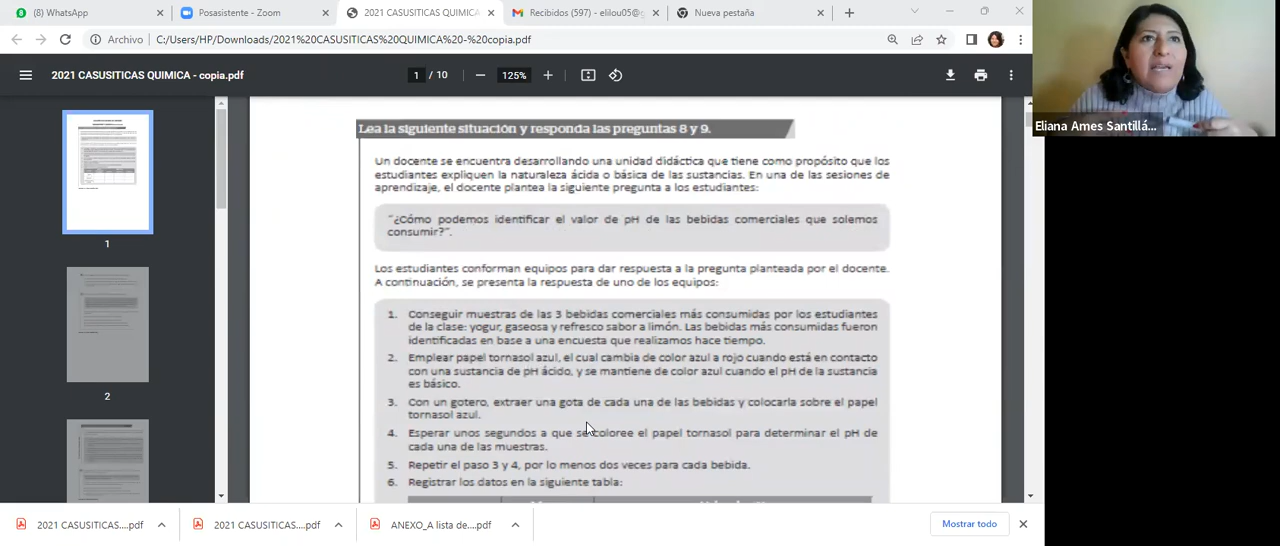 (8) WhatsApp
Posasistente - Zoom
2021 CASUSITICAS QUIMICA
Recibidos (597) - elilou05@g
Nueva pestaña
Archivo
C:/Users/HP/Downloads/2021%20CASUSITICAS%20QUIMICA%20-%20copia.pdf
2021 CASUSITICAS QUIMICA - copia.pdf
1 / 10
125%
Eliana Ames Santillá...
Lea la siguiente situación y responda las preguntas 8 y 9.
Un docente se encuentra desarrollando una unidad didáctica que tiene como propósito que los
estudiantes expliquen la naturaleza ácida o básica de las sustancias. En una de las sesiones de
aprendizaje, el docente plantea la siguiente pregunta a los estudiantes:
"¿Cómo podemos identificar el valor de pH de las bebidas comerciales que solemos
consumir?".
Los estudiantes conforman equipos para dar respuesta a la pregunta planteada por el docente.
A continuación, se presenta la respuesta de uno de los equipos:
1. Conseguir muestras de las 3 bebidas comerciales más consumidas por los estudiantes
de la clase: yogur, gaseosa y refresco sabor a limón. Las bebidas más consumidas fueron
identificadas en base a una encuesta que realizamos hace tiempo.
2. Emplear papel tornasol azul, el cual cambia de color azul a rojo cuando está en contacto
con una sustancia de pH ácido, y se mantiene de color azul cuando el pH de la sustancia
es básico.
3. Con un gotero, extraer una gota de cada una de las bebidas y colocarla sobre el papel
tornasol azul.
4. Esperar unos segundos a que se coloree el papel tornasol para determinar el pH de
cada una de las muestras.
5. Repetir el paso 3 y 4, por lo menos dos veces para cada bebida.
6. Registrar los datos en la siguiente tabla:
1
2
2021 CASUSITICAS....pdf
2021 CASUSITICAS....pdf
ANEXO_A lista de....pdf
Mostrar todo